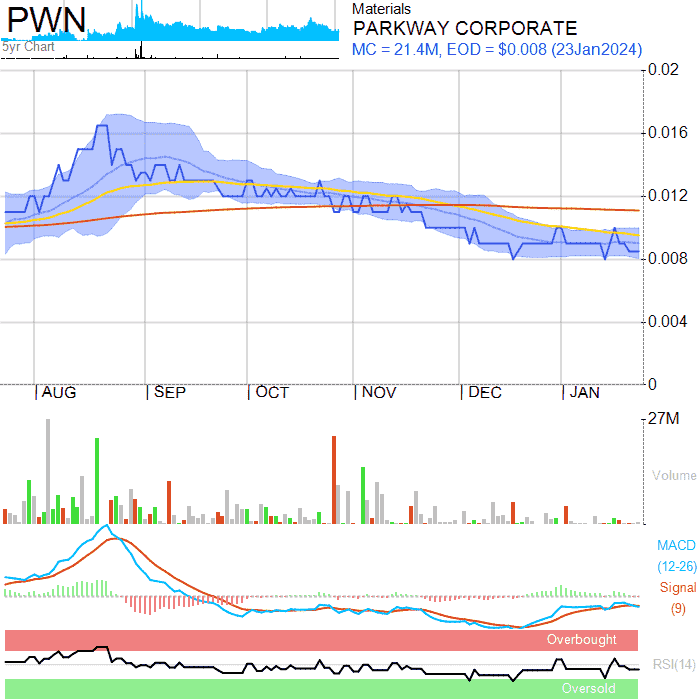 PWN
5yr Chart
Materials
PARKWAY CORPORATE
MC = 21.4M, EOD = $0.008 (23Jan2024)
0.02
0.016
0.012
0.008
0.004
0
AUG SEP OCT NOV DEC JAN
27M
Volume
MACD
(12-26)
Signal
(9)
Overbought
RSI(14)
Oversold